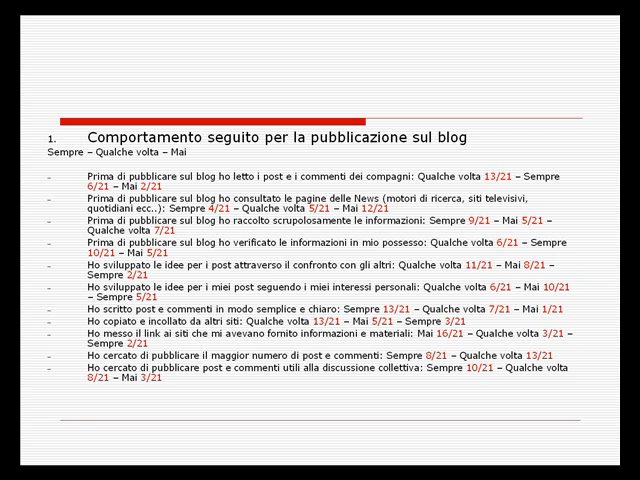 1. Comportamento seguito per la pubblicazione sul blog
Sempre – Qualche volta – Mai
– Prima di pubblicare sul blog ho letto i post e i commenti dei compagni: Qualche volta 13/21 – Sempre
6/21 – Mai 2/21
– Prima di pubblicare sul blog ho consultato le pagine delle News (motori di ricerca, siti televisivi,
quotidiani ecc..): Sempre 4/21 – Qualche volta 5/21 – Mai 12/21
– Prima di pubblicare sul blog ho raccolto scrupolosamente le informazioni: Sempre 9/21 – Mai 5/21 –
Qualche volta 7/21
– Prima di pubblicare sul blog ho verificato le informazioni in mio possesso: Qualche volta 6/21 – Sempre
10/21 – Mai 5/21
– Ho sviluppato le idee per i post attraverso il confronto con gli altri: Qualche volta 11/21 – Mai 8/21 –
Sempre 2/21
– Ho sviluppato le idee per i miei post seguendo i miei interessi personali: Qualche volta 6/21 – Mai 10/21
– Sempre 5/21
– Ho scritto post e commenti in modo semplice e chiaro: Sempre 13/21 – Qualche volta 7/21 – Mai 1/21
– Ho copiato e incollato da altri siti: Qualche volta 13/21 – Mai 5/21 – Sempre 3/21
– Ho messo il link ai siti che mi avevano fornito informazioni e materiali: Mai 16/21 – Qualche volta 3/21 –
Sempre 2/21
– Ho cercato di pubblicare il maggior numero di post e commenti: Sempre 8/21 – Qualche volta 13/21
– Ho cercato di pubblicare post e commenti utili alla discussione collettiva: Sempre 10/21 – Qualche volta
8/21 – Mai 3/21